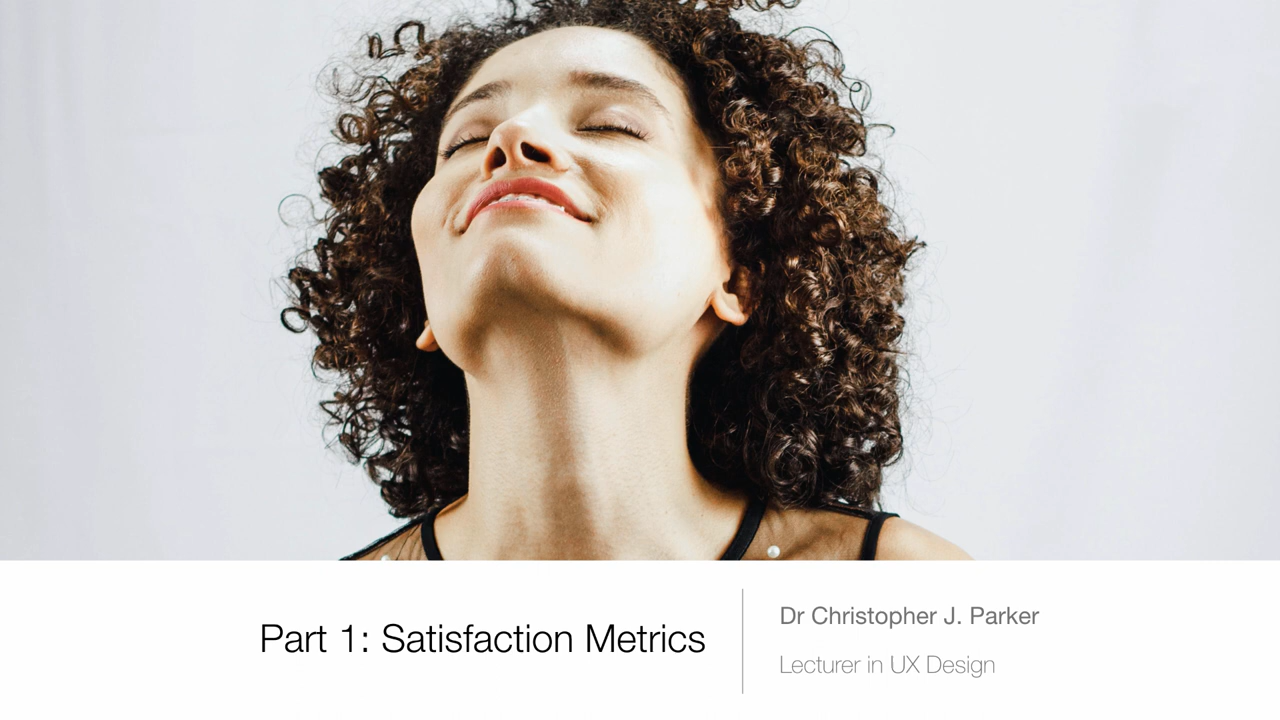 Part 1: Satisfaction Metrics
Dr Christopher J. Parker
Lecturer in UX Design